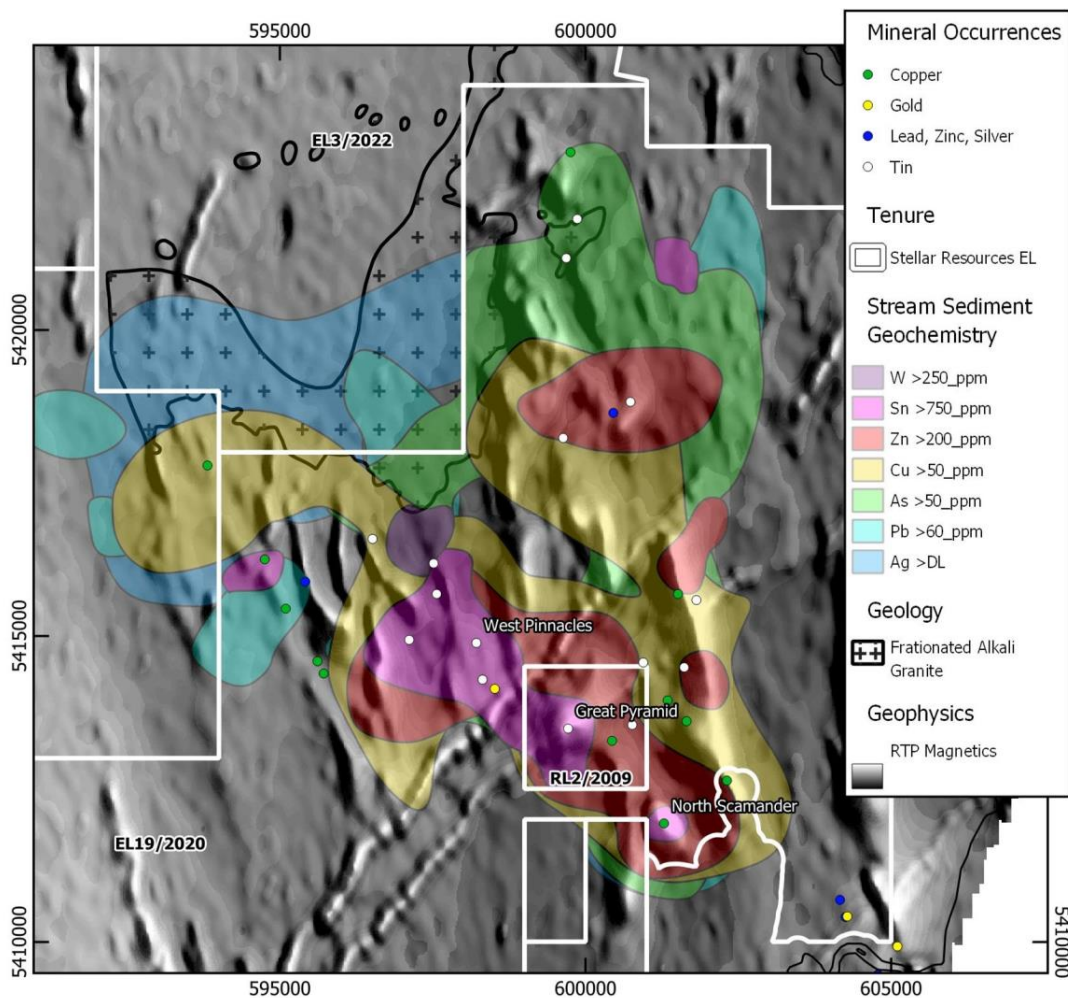 595000
600000
5420000
5415000
5410000
EL3/2022
West Pinnacles
Great Pyramid
RL2/2009
North Scamander
EL19/2020
595000
600000
605000
5410000
Mineral Occurrences
Copper
Gold
Lead, Zinc, Silver
Tin
Tenure
Stellar Resources EL
Stream Sediment
Geochemistry
W >250_ppm
Sn >750_ppm
Zn >200_ppm
Cu >50_ppm
As >50_ppm
Pb >60_ppm
Ag >DL
Geology
Frationated Alkali
Granite
Geophysics
RTP Magnetics